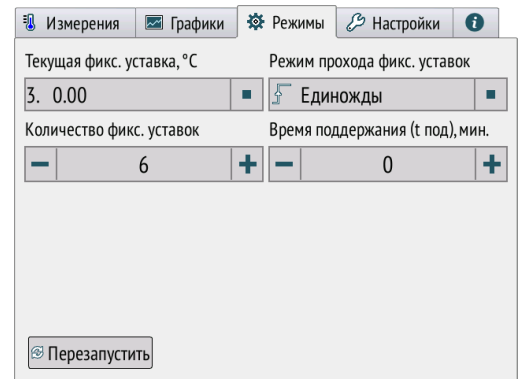 Измерения Графики Режимы Настройки
Текущая фикс. уставка, °C Режим прохода фикс. уставок
3. 0.00 Единожды
Количество фикс. уставок Время поддержания (t под), мин.
− 6 + − 0 +
Перезапустить